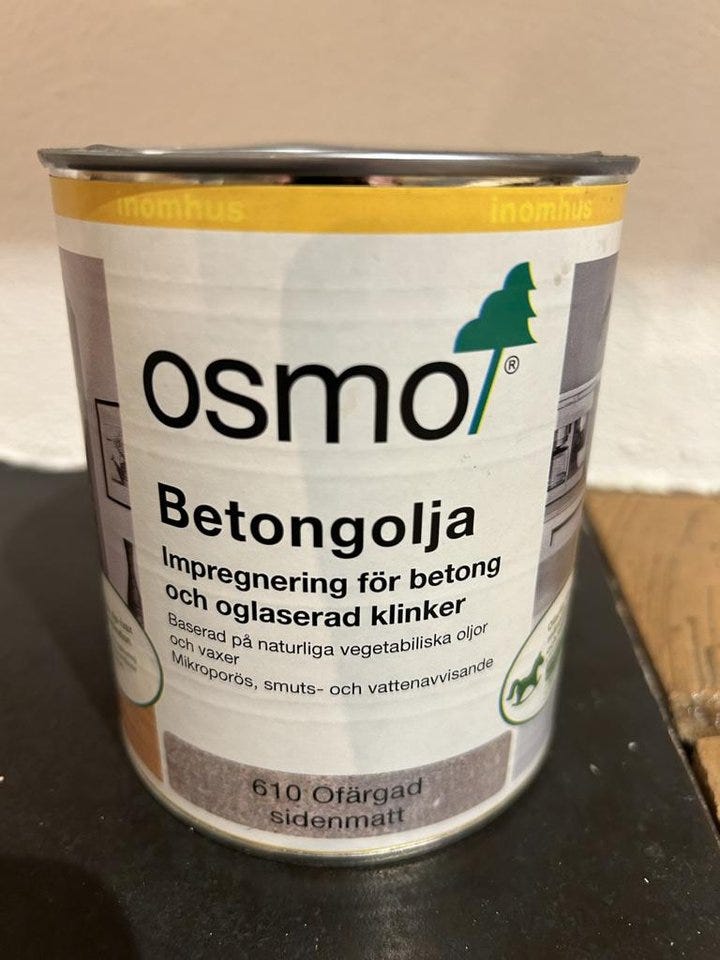 inomhus inomhus
osmo®
Betongolja
Impregnering för betong
och oglaserad klinker
Baserad på naturliga vegetabiliska oljor
och vaxer
Mikroporös, smuts- och vattenavvisande
610 Ofärgad
sidenmatt